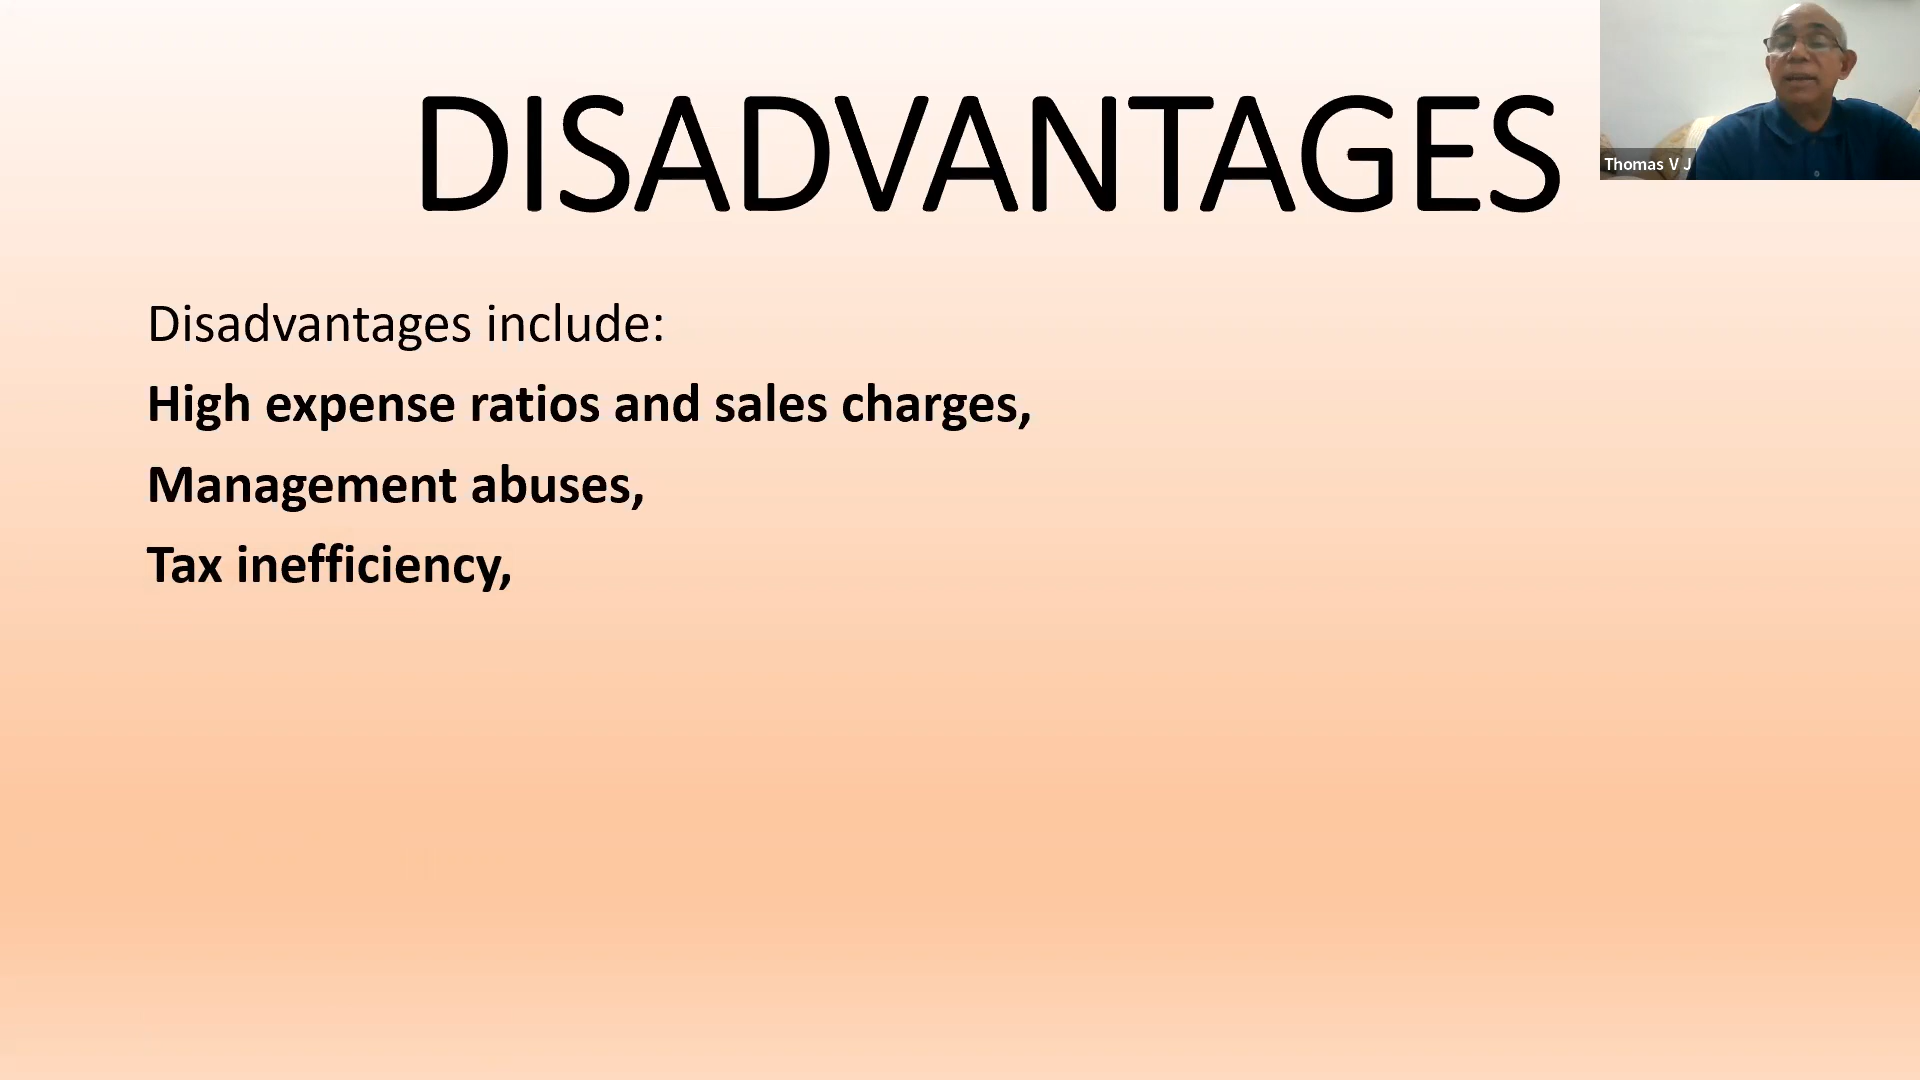 DISADVANTAGES
Thomas V J
Disadvantages include:
High expense ratios and sales charges,
Management abuses,
Tax inefficiency,